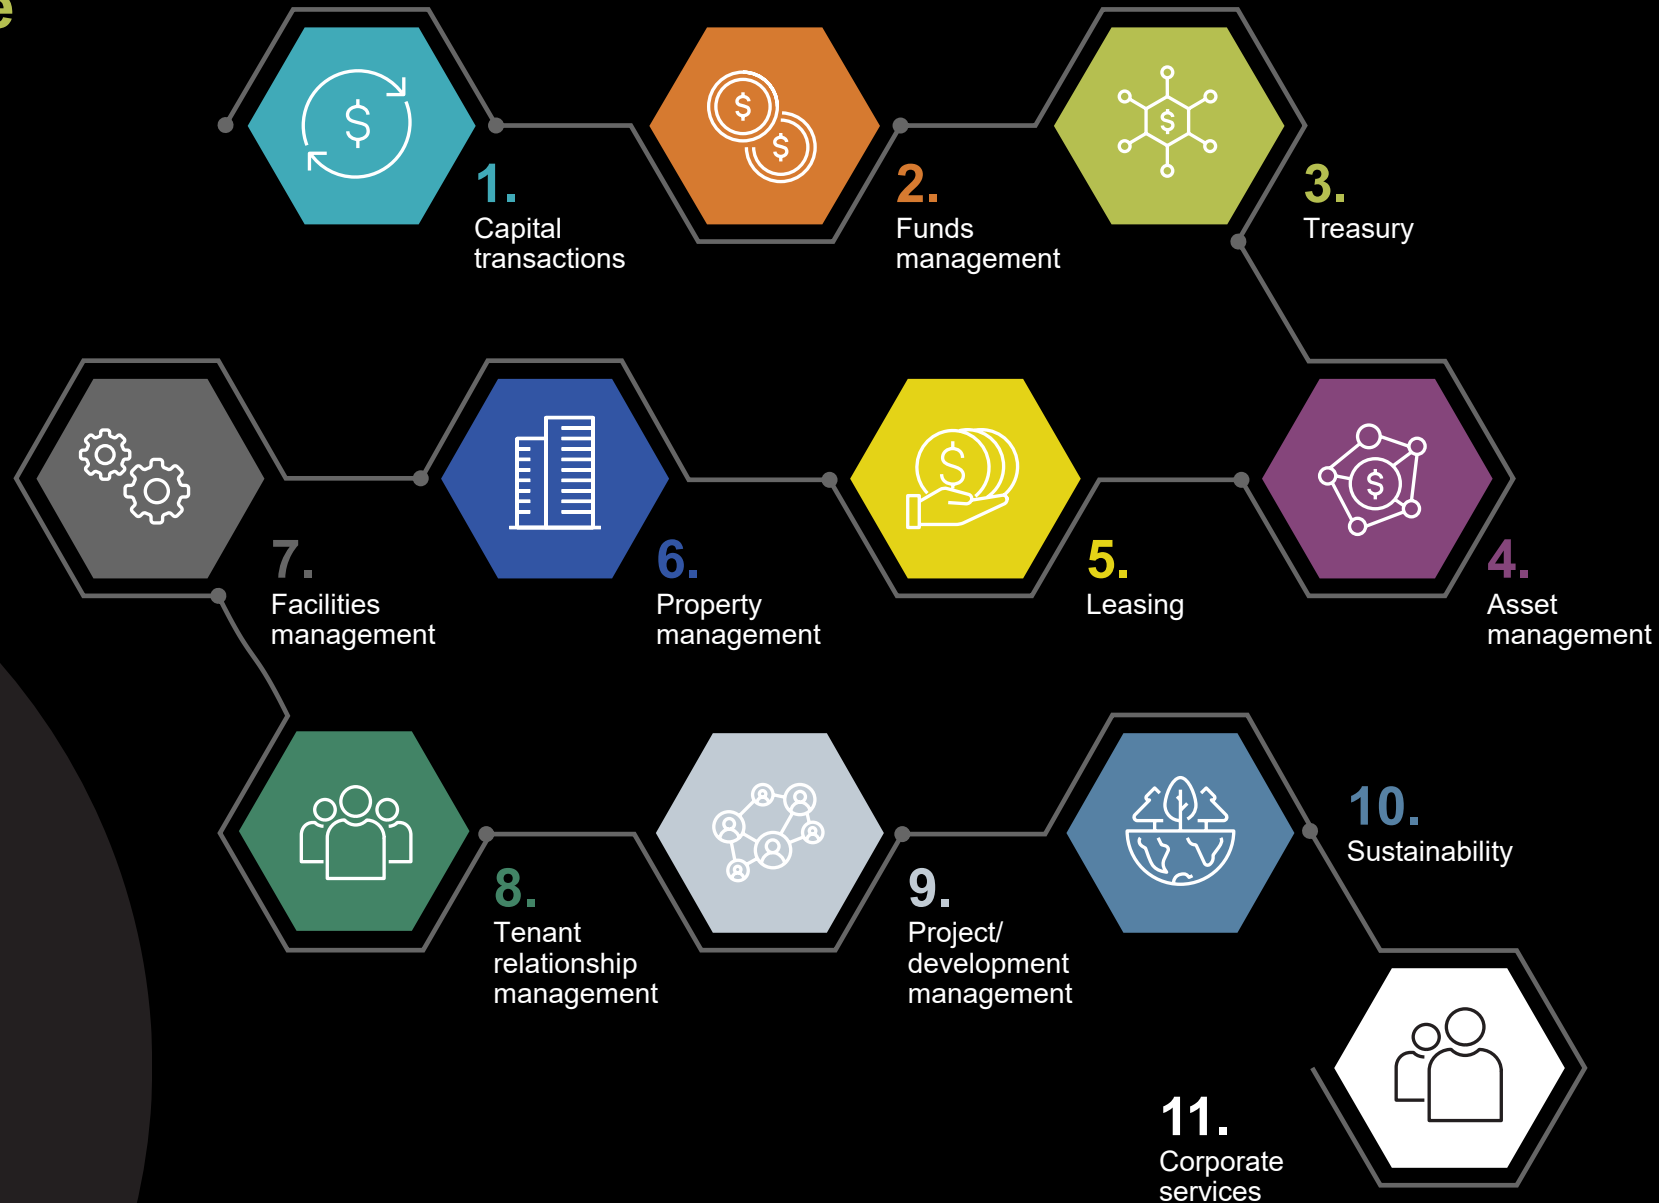 e
1.
Capital
transactions
2.
Funds
management
3.
Treasury
7.
Facilities
management
6.
Property
management
5.
Leasing
4.
Asset
management
8.
Tenant
relationship
management
9.
Project/
development
management
10.
Sustainability
11.
Corporate
services